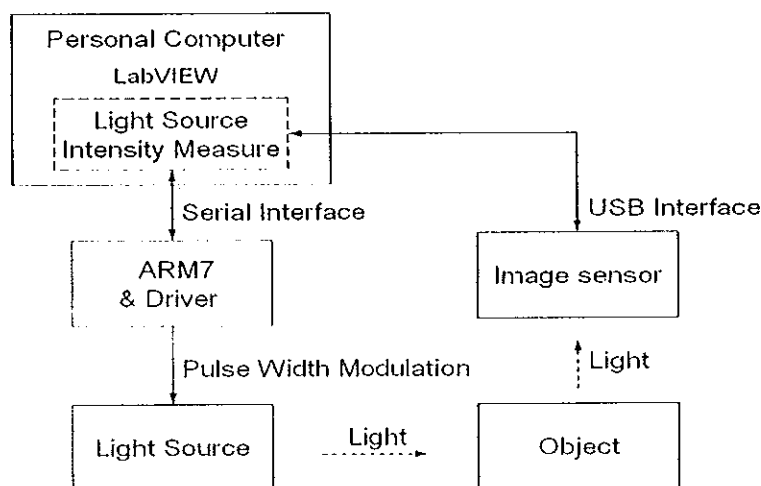 Personal Computer
LabVIEW
Light Source
Intensity Measure
Serial Interface
USB Interface
ARM7
& Driver
Image sensor
Pulse Width Modulation
Light
Light Source
Light
Object